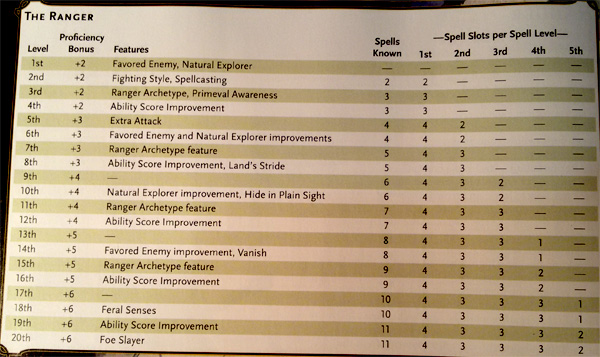 THE RANGER
Proficiency Spells —Spell Slots per Spell Level—
Level Bonus Features Known 1st 2nd 3rd 4th 5th
1st +2 Favored Enemy, Natural Explorer — — — — — —
2nd +2 Fighting Style, Spellcasting 2 2 — — — —
3rd +2 Ranger Archetype, Primeval Awareness 3 3 — — — —
4th +2 Ability Score Improvement 3 3 — — — —
5th +3 Extra Attack 4 4 2 — — —
6th +3 Favored Enemy and Natural Explorer improvements 4 4 2 — — —
7th +3 Ranger Archetype feature 5 4 3 — — —
8th +3 Ability Score Improvement, Land's Stride 5 4 3 — — —
9th +4 — 6 4 3 2 — —
10th +4 Natural Explorer improvement, Hide in Plain Sight 6 4 3 2 — —
11th +4 Ranger Archetype feature 7 4 3 3 — —
12th +4 Ability Score Improvement 7 4 3 3 — —
13th +5 — 8 4 3 3 1 —
14th +5 Favored Enemy improvement, Vanish 8 4 3 3 1 —
15th +5 Ranger Archetype feature 9 4 3 3 2 —
16th +5 Ability Score Improvement 9 4 3 3 2 —
17th +6 — 10 4 3 3 3 1
18th +6 Feral Senses 10 4 3 3 3 1
19th +6 Ability Score Improvement 11 4 3 3 3 2
20th +6 Foe Slayer 11 4 3 3 3 2